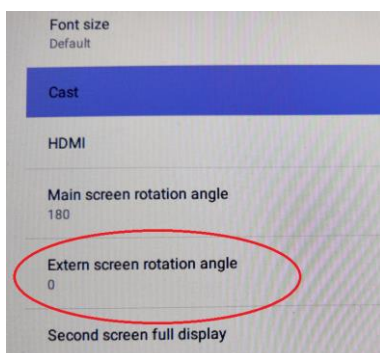 Font size
Default
Cast
HDMI
Main screen rotation angle
180
Extern screen rotation angle
0
Second screen full display